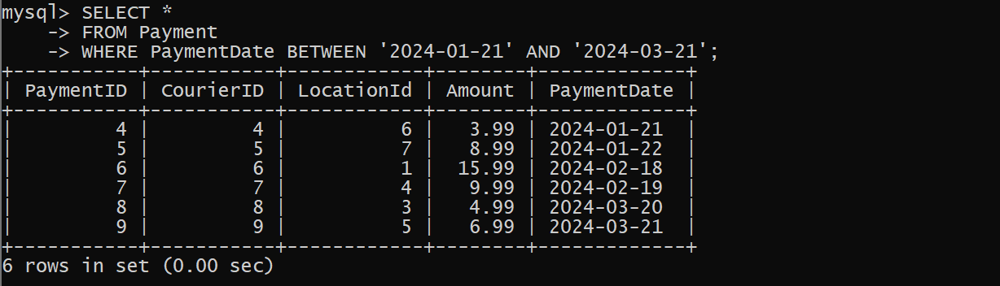 mysql> SELECT *
    -> FROM Payment
    -> WHERE PaymentDate BETWEEN '2024-01-21' AND '2024-03-21';
+-----------+-----------+------------+--------+-------------+
| PaymentID | CourierID | LocationId | Amount | PaymentDate |
+-----------+-----------+------------+--------+-------------+
|         4 |         4 |          6 |   3.99 | 2024-01-21  |
|         5 |         5 |          7 |   8.99 | 2024-01-22  |
|         6 |         6 |          1 |  15.99 | 2024-02-18  |
|         7 |         7 |          4 |   9.99 | 2024-02-19  |
|         8 |         8 |          3 |   4.99 | 2024-03-20  |
|         9 |         9 |          5 |   6.99 | 2024-03-21  |
+-----------+-----------+------------+--------+-------------+
6 rows in set (0.00 sec)